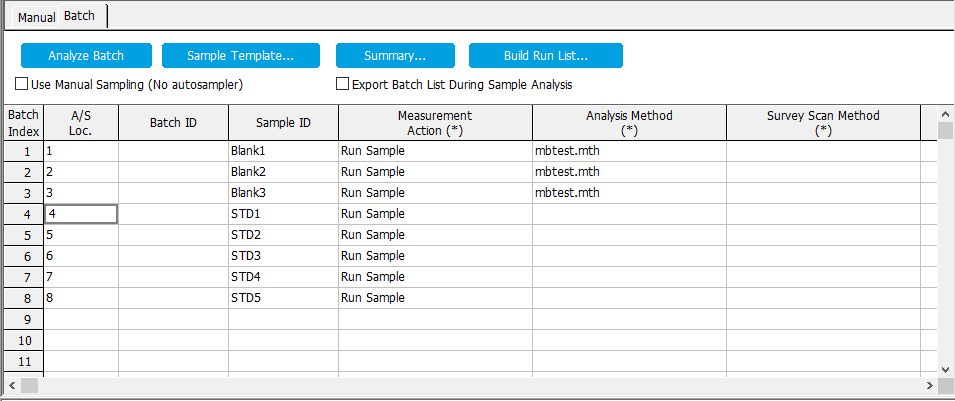 Manual Batch
Analyze Batch Sample Template... Summary... Build Run List...
Use Manual Sampling (No autosampler) Export Batch List During Sample Analysis
Batch Index A/S Loc. Batch ID Sample ID Measurement Action (*) Analysis Method (*) Survey Scan Method (*)
1 1 Blank1 Run Sample mbtest.mth
2 2 Blank2 Run Sample mbtest.mth
3 3 Blank3 Run Sample mbtest.mth
4 4 STD1 Run Sample
5 5 STD2 Run Sample
6 6 STD3 Run Sample
7 7 STD4 Run Sample
8 8 STD5 Run Sample
9
10
11